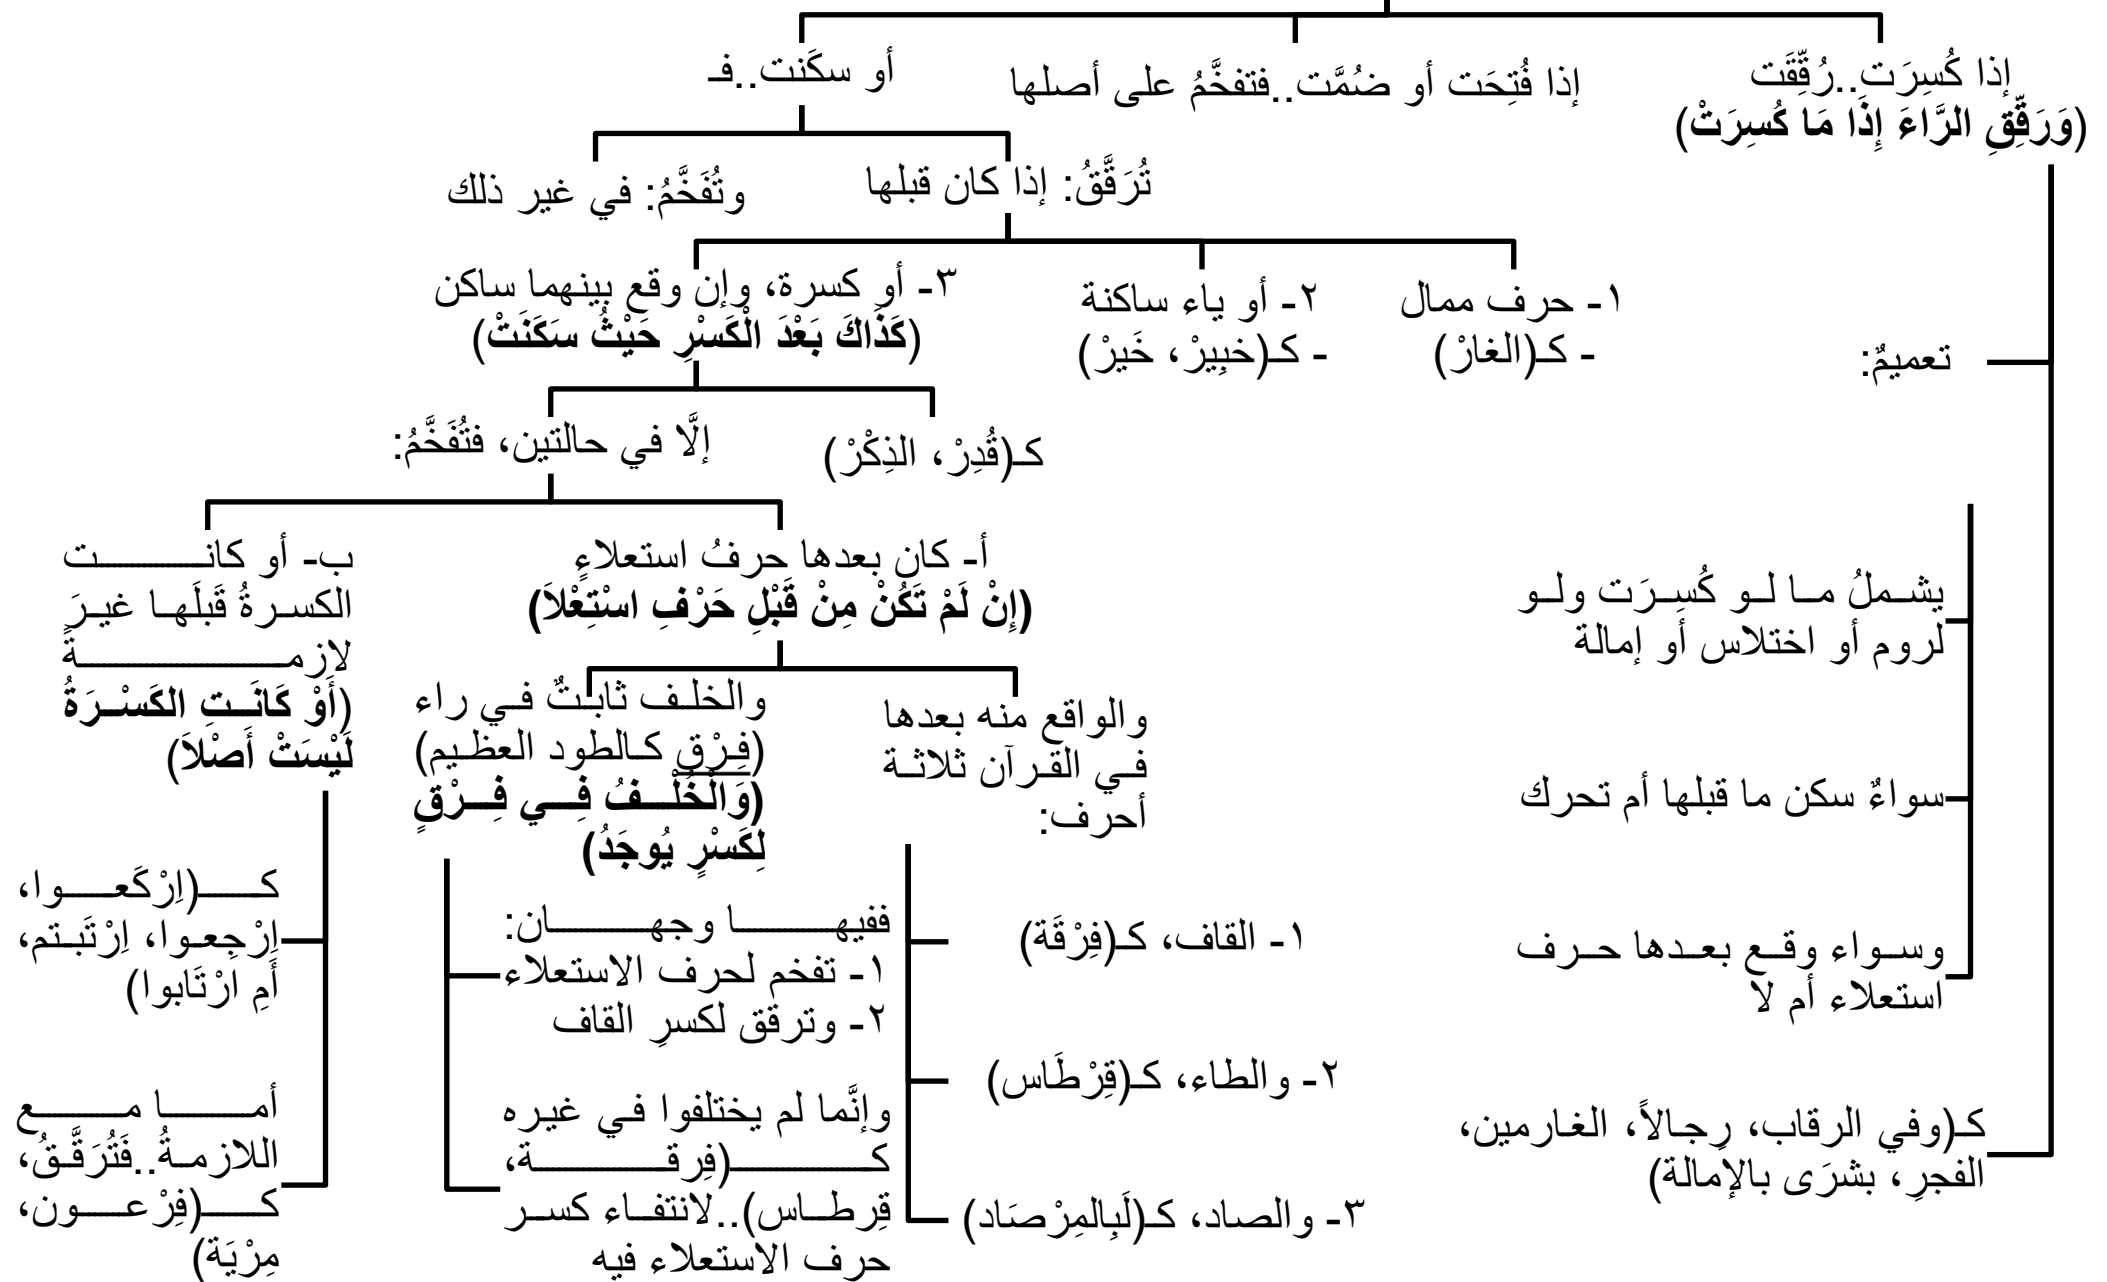 إذا كُسِرَت..رُقِّقَت
(وَرَقِّقِ الرَّاءَ إِذَا مَا كُسِرَتْ)
إذا فُتِحَت أو ضُمَّت..فتفخَّمُ على أصلها
أو سكَنت..فـ
تُرَقَّقُ: إذا كان قبلها
وتُفَخَّمُ: في غير ذلك
١- حرف ممال
- كـ(الغارْ)
٢- أو ياء ساكنة
- كـ(خبِيرْ، خَيرْ)
٣- أو كسرة، وإن وقع بينهما ساكن
(كَذَاكَ بَعْدَ الْكَسْرِ حَيْثُ سَكَنَتْ)
تعميمٌ:
كـ(قُدِرْ، الذِكْرْ)
إلَّا في حالتين، فتُفَخَّمُ:
يشملُ ما لو كُسِرَت ولو
لروم أو اختلاس أو إمالة
سواءٌ سكن ما قبلها أم تحرك
وسواء وقع بعدها حرف
استعلاء أم لا
كـ(وفي الرقاب، رِجالاً، الغارمين،
الفجرِ، بشرَى بالإمالة)
أ- كان بعدها حرفُ استعلاءٍ
(إِنْ لَمْ تَكُنْ مِنْ قَبْلِ حَرْفِ اسْتِعْلاَ)
والواقع منه بعدها
في القرآن ثلاثة
أحرف:
١- القاف، كـ(فِرْقَة)
٢- والطاء، كـ(قِرْطَاس)
٣- والصاد، كـ(لَبِالمِرْصَاد)
والخلف ثابتٌ في راء
(فِرْقٍ كالطود العظيم)
(وَالْخُلْفُ فِي فِرْقٍ
لِكَسْرٍ يُوجَدُ)
ففيها وجهان:
١- تفخم لحرف الاستعلاء
٢- وترقق لكسرِ القاف
وإنَّما لم يختلفوا في غيره
كـ(فِرقة،
قِرطاس)..لانتفاء كسر
حرف الاستعلاء فيه
ب- أو كانت
الكسرةُ قَبلَها غيرَ
لازمةً
(أَوْ كَانَتِ الكَسْرَةُ
لَيْسَتْ أَصْلاَ)
كـ(اِرْكَعوا،
اِرْجِعوا، اِرْتَبتم،
أَمِ ارْتَابوا)
أما مع
اللازمةُ..فَتُرَقَّقُ،
كـ(فِرْعون،
مِرْيَة)